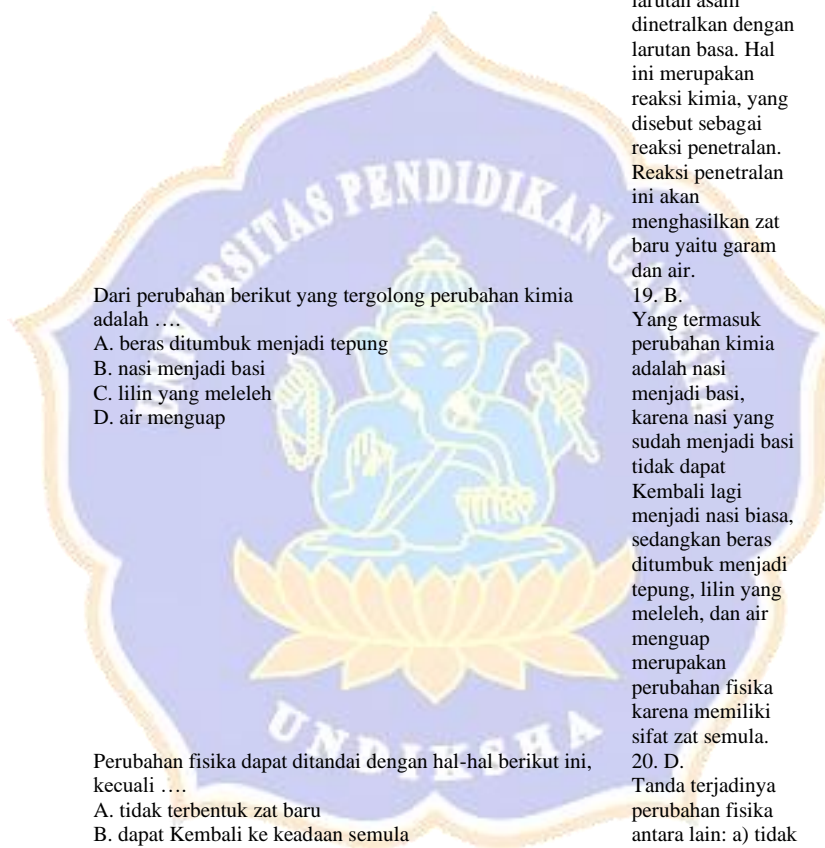 larutan asam
dinetralkan dengan
larutan basa. Hal
ini merupakan
reaksi kimia, yang
disebut sebagai
reaksi penetralan.
Reaksi penetralan
ini akan
menghasilkan zat
baru yaitu garam
dan air.
Dari perubahan berikut yang tergolong perubahan kimia
adalah ….
A. beras ditumbuk menjadi tepung
B. nasi menjadi basi
C. lilin yang meleleh
D. air menguap
19. B.
Yang termasuk
perubahan kimia
adalah nasi
menjadi basi,
karena nasi yang
sudah menjadi basi
tidak dapat
Kembali lagi
menjadi nasi biasa,
sedangkan beras
ditumbuk menjadi
tepung, lilin yang
meleleh, dan air
menguap
merupakan
perubahan fisika
karena memiliki
sifat zat semula.
Perubahan fisika dapat ditandai dengan hal-hal berikut ini,
kecuali ….
A. tidak terbentuk zat baru
B. dapat Kembali ke keadaan semula
20. D.
Tanda terjadinya
perubahan fisika
antara lain: a) tidak
UNIVERSITAS PENDIDIKAN GANESHA
UNDIKSHA